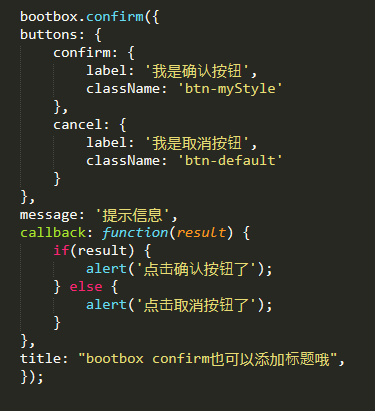 bootbox.confirm({
buttons: {
    confirm: {
        label: '我是确认按钮',
        className: 'btn-myStyle'
    },
    cancel: {
        label: '我是取消按钮',
        className: 'btn-default'
    }
},
message: '提示信息',
callback: function(result) {
    if(result) {
        alert('点击确认按钮了');
    } else {
        alert('点击取消按钮了');
    }
},
title: "bootbox confirm也可以添加标题哦",
});